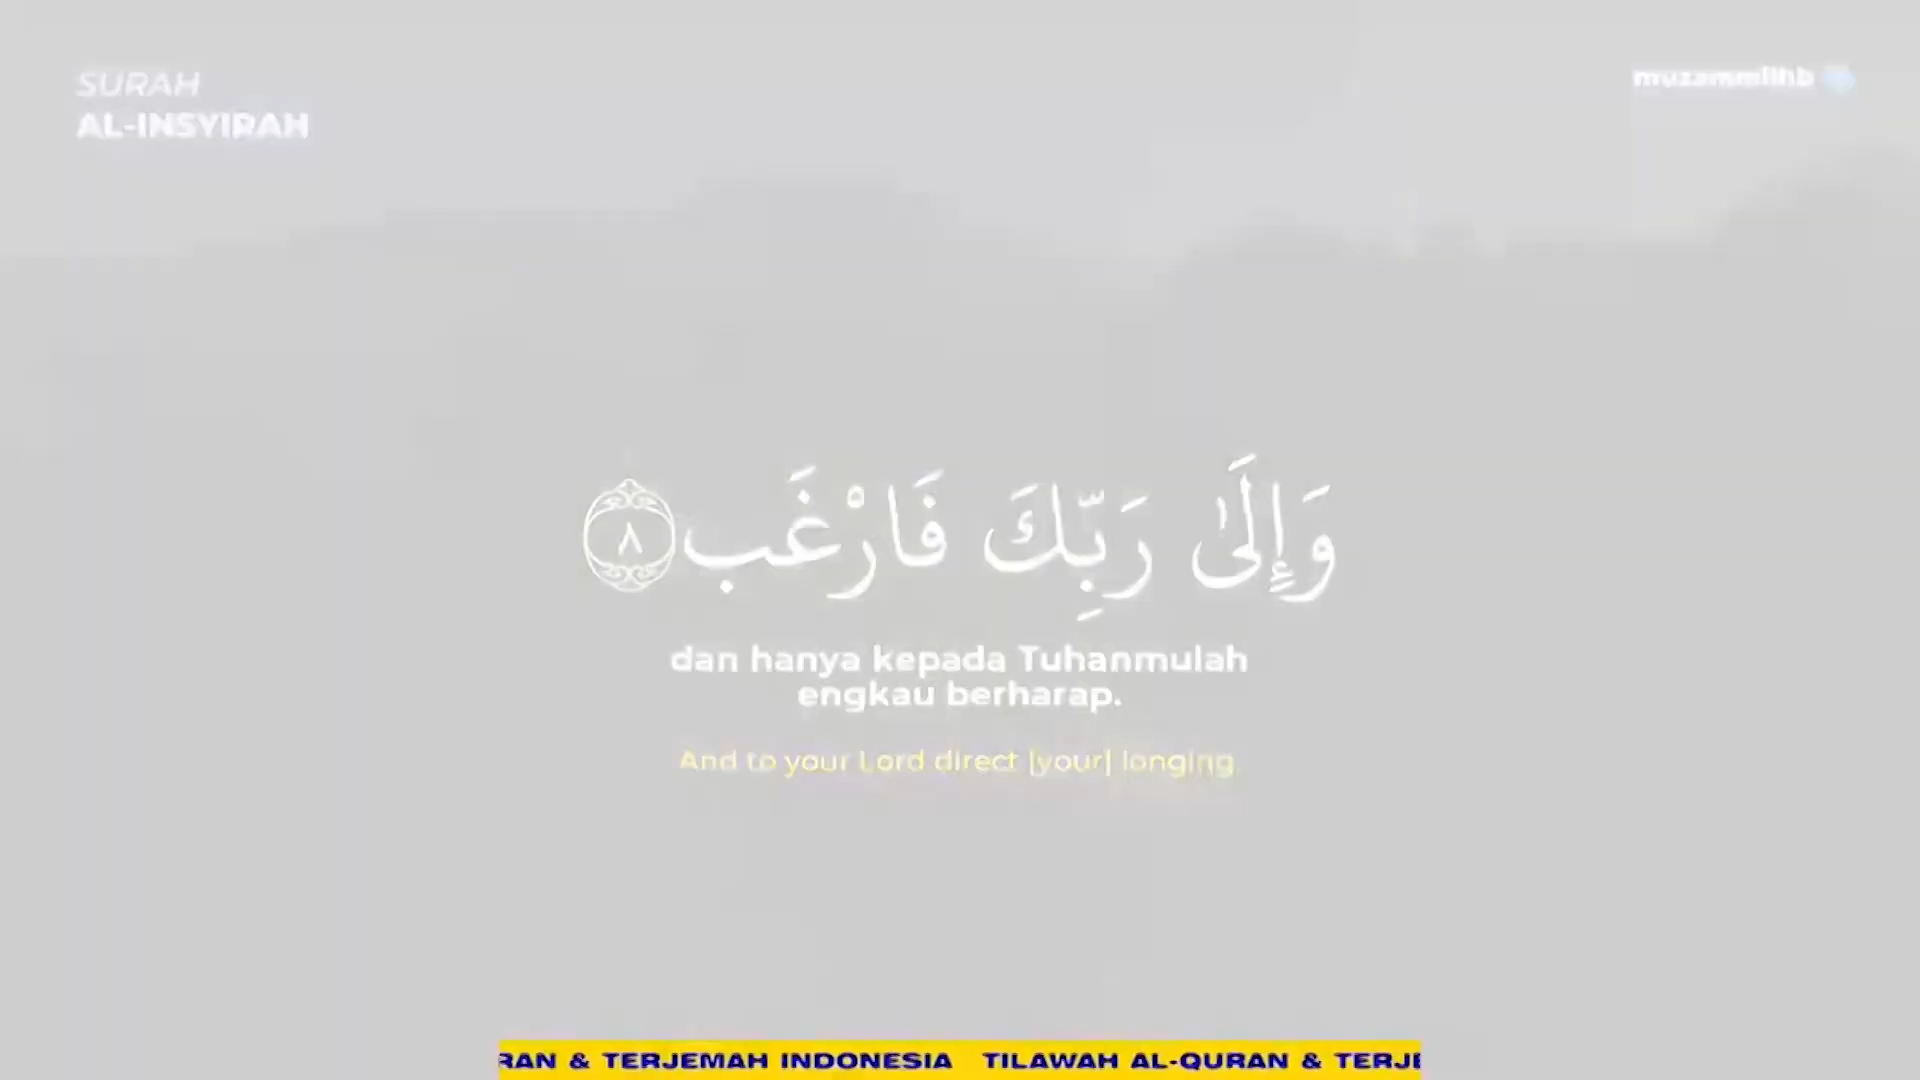 SURAH
AL-INSYIRAH
muzammilhb
وَإِلَىٰ رَبِّكَ فَارْغَب ٨
dan hanya kepada Tuhanmulah
engkau berharap.
And to your Lord direct [your] longing.
RAN & TERJEMAH INDONESIA TILAWAH AL-QURAN & TERJE